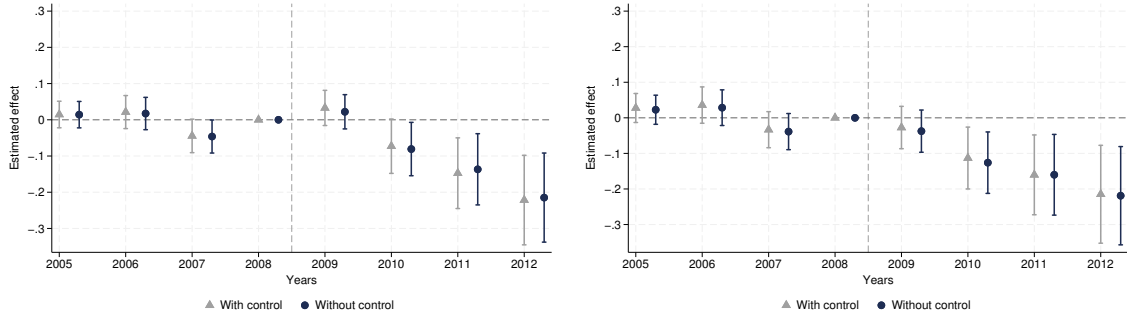 .3
.2
.1
0
−.1
−.2
−.3
Estimated effect
2005 2006 2007 2008 2009 2010 2011 2012
Years
With control Without control
.3
.2
.1
0
−.1
−.2
−.3
Estimated effect
2005 2006 2007 2008 2009 2010 2011 2012
Years
With control Without control